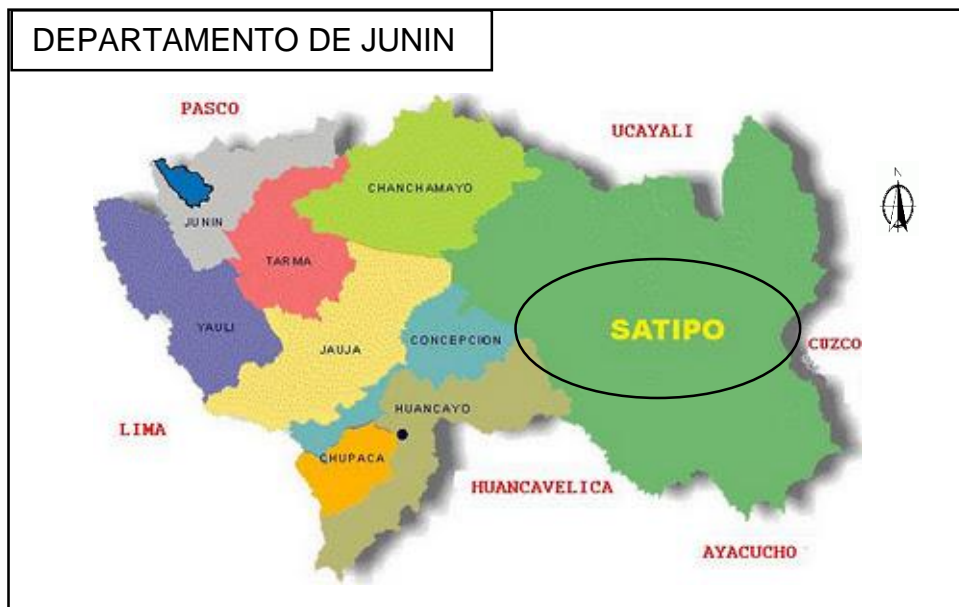 DEPARTAMENTO DE JUNIN
PASCO
UCAYALI
N
CHANCHAMAYO
JUNIN
TARMA
YAULI
SATIPO
CONCEPCION
CUZCO
JAUJA
HUANCAYO
LIMA
CHUPACA
HUANCAVELICA
AYACUCHO